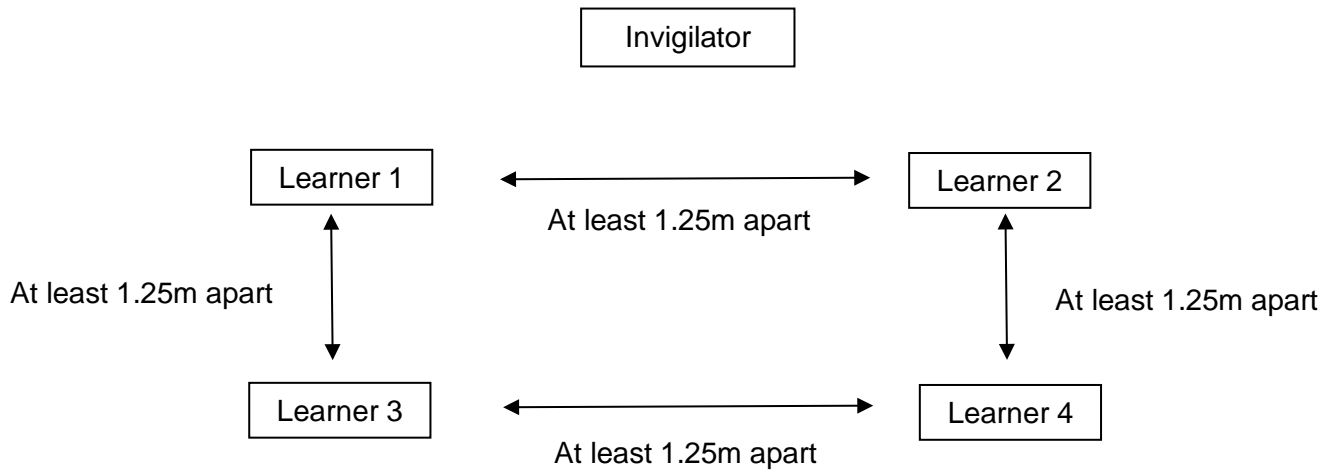 Invigilator
Learner 1
Learner 2
At least 1.25m apart
At least 1.25m apart
At least 1.25m apart
Learner 3
Learner 4
At least 1.25m apart